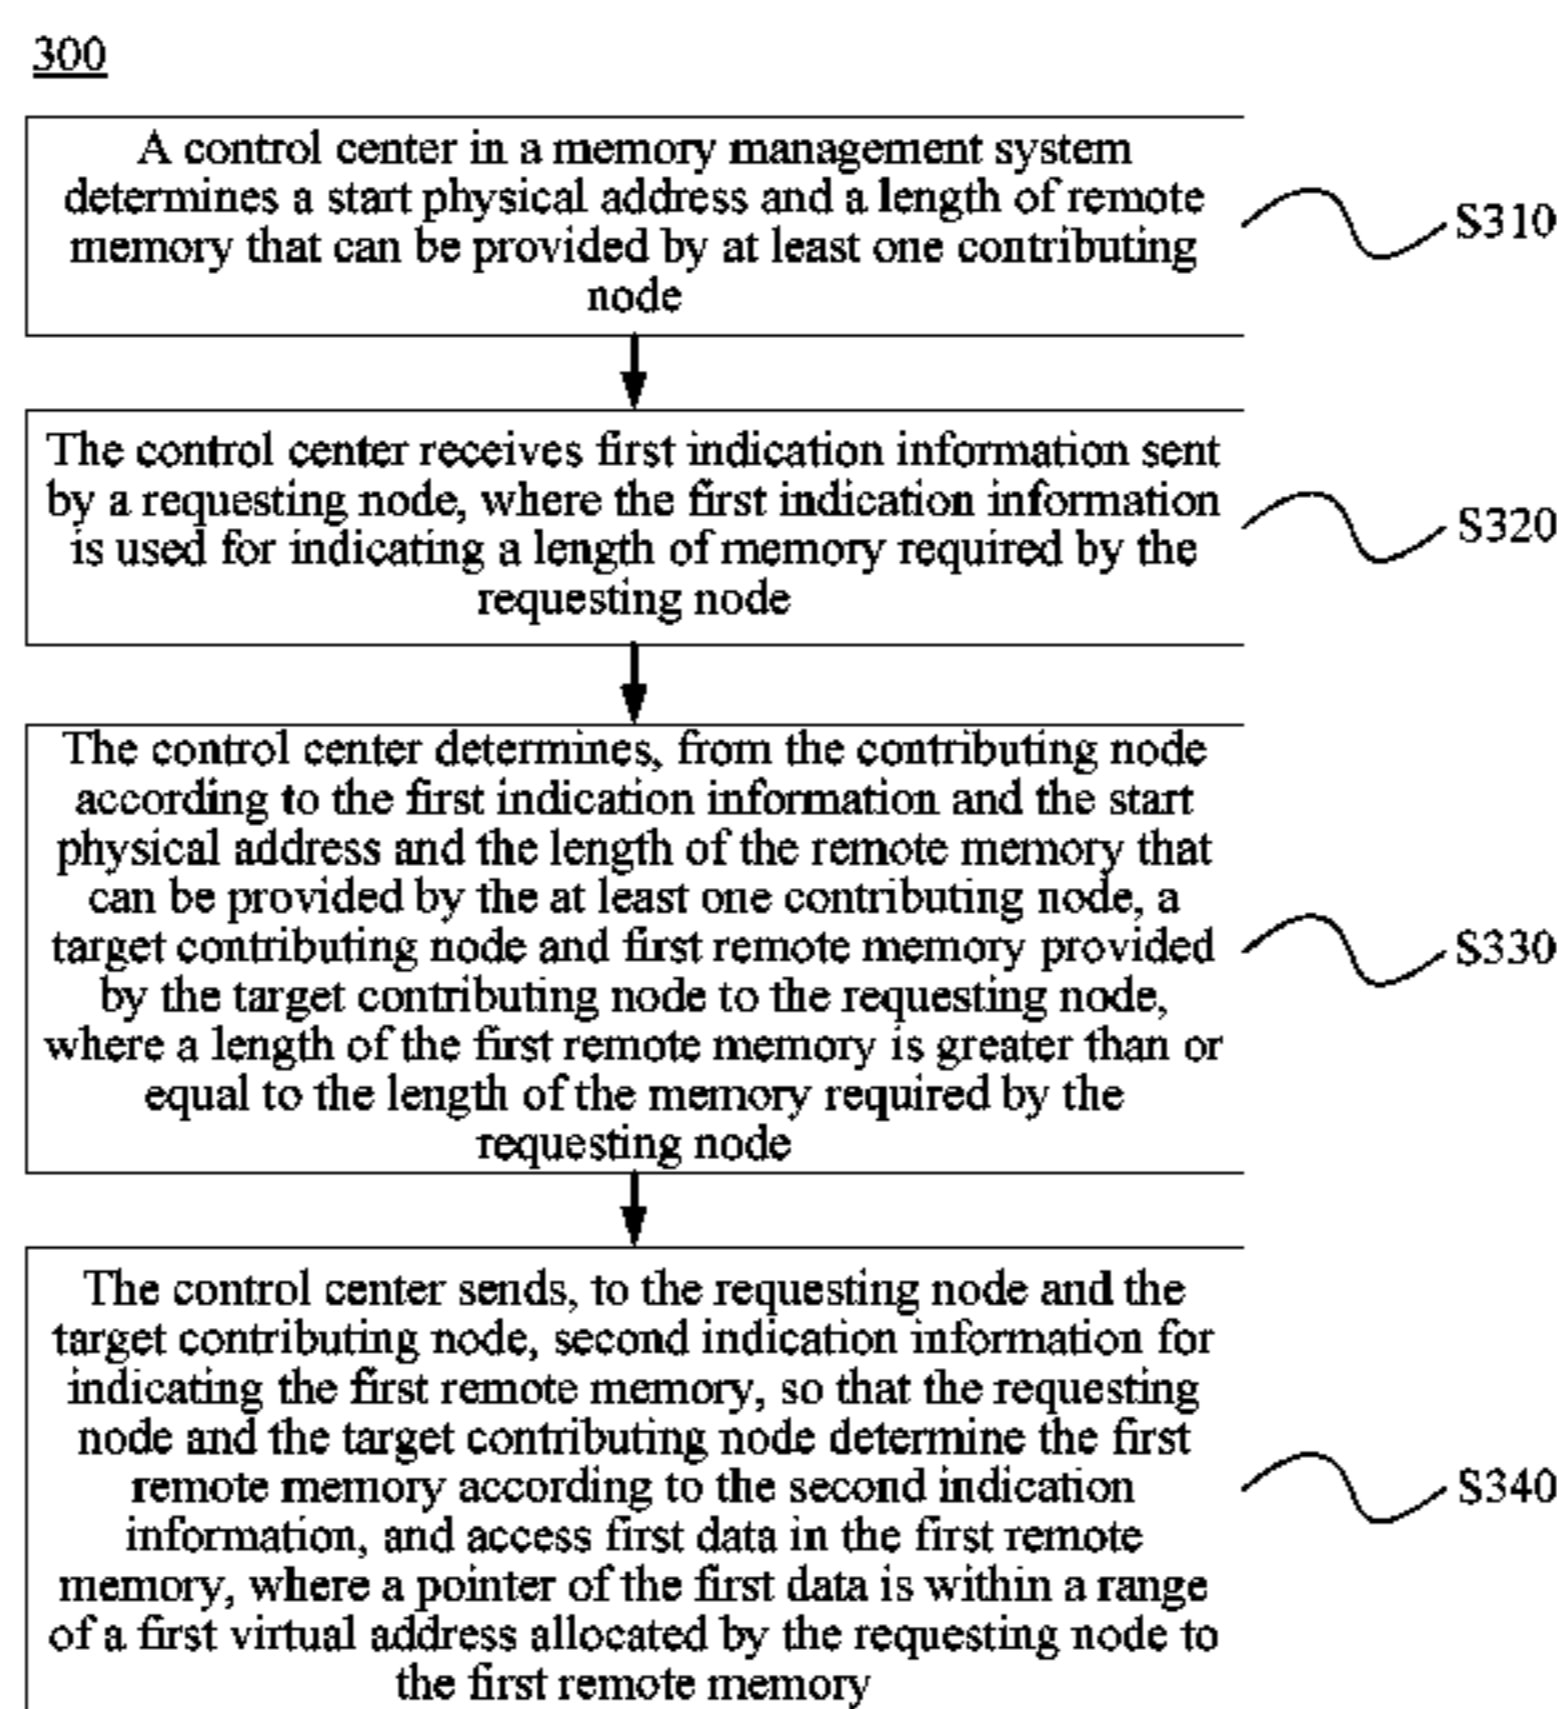 300
A control center in a memory management system
determines a start physical address and a length of remote
memory that can be provided by at least one contributing
node
S310
The control center receives first indication information sent
by a requesting node, where the first indication information
is used for indicating a length of memory required by the
requesting node
S320
The control center determines, from the contributing node
according to the first indication information and the start
physical address and the length of the remote memory that
can be provided by the at least one contributing node, a
target contributing node and first remote memory provided
by the target contributing node to the requesting node,
where a length of the first remote memory is greater than or
equal to the length of the memory required by the
requesting node
S330
The control center sends, to the requesting node and the
target contributing node, second indication information for
indicating the first remote memory, so that the requesting
node and the target contributing node determine the first
remote memory according to the second indication
information, and access first data in the first remote
memory, where a pointer of the first data is within a range
of a first virtual address allocated by the requesting node to
the first remote memory
S340